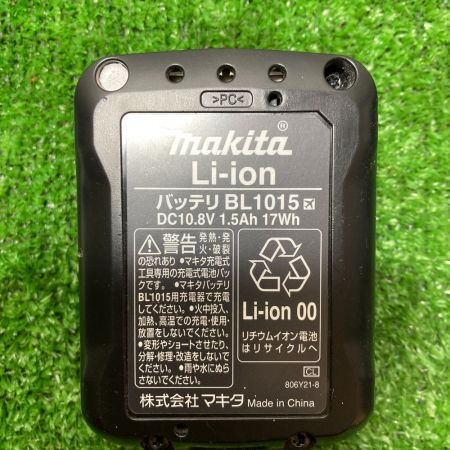 >PC<
makita®
Li-ion
バッテリ BL1015
DC10.8V 1.5Ah 17Wh
警告 発熱・発火・破裂
の恐れあり ●マキタ充電式
工具専用の充電式電池パッ
クです。●マキタバッテリ
BL1015用充電器で充電
してください。●火中投入、
加熱、高温での充電・使用・
放置をしないでください。
●変形やショートさせたり、
分解・修理・改造をしないで
ください。●雨や水にぬら
さないでください。
Li-ion 00
リチウムイオン電池
はリサイクルへ
CL
806Y21-8
株式会社マキタ Made in China